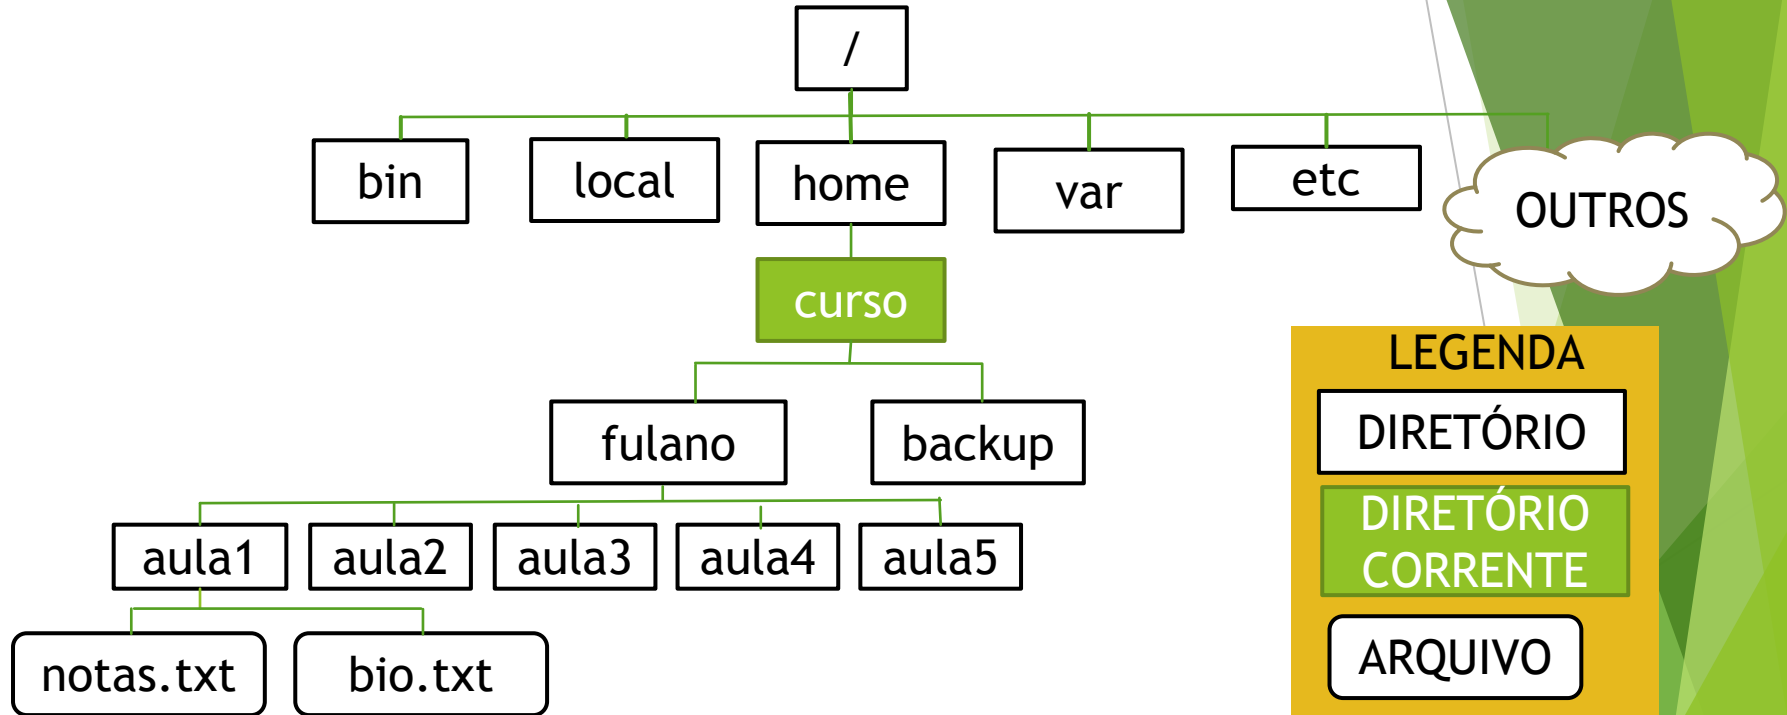 /
bin
local
home
var
etc
OUTROS
curso
fulano
backup
aula1
aula2
aula3
aula4
aula5
notas.txt
bio.txt
LEGENDA
DIRETÓRIO
DIRETÓRIO
CORRENTE
ARQUIVO